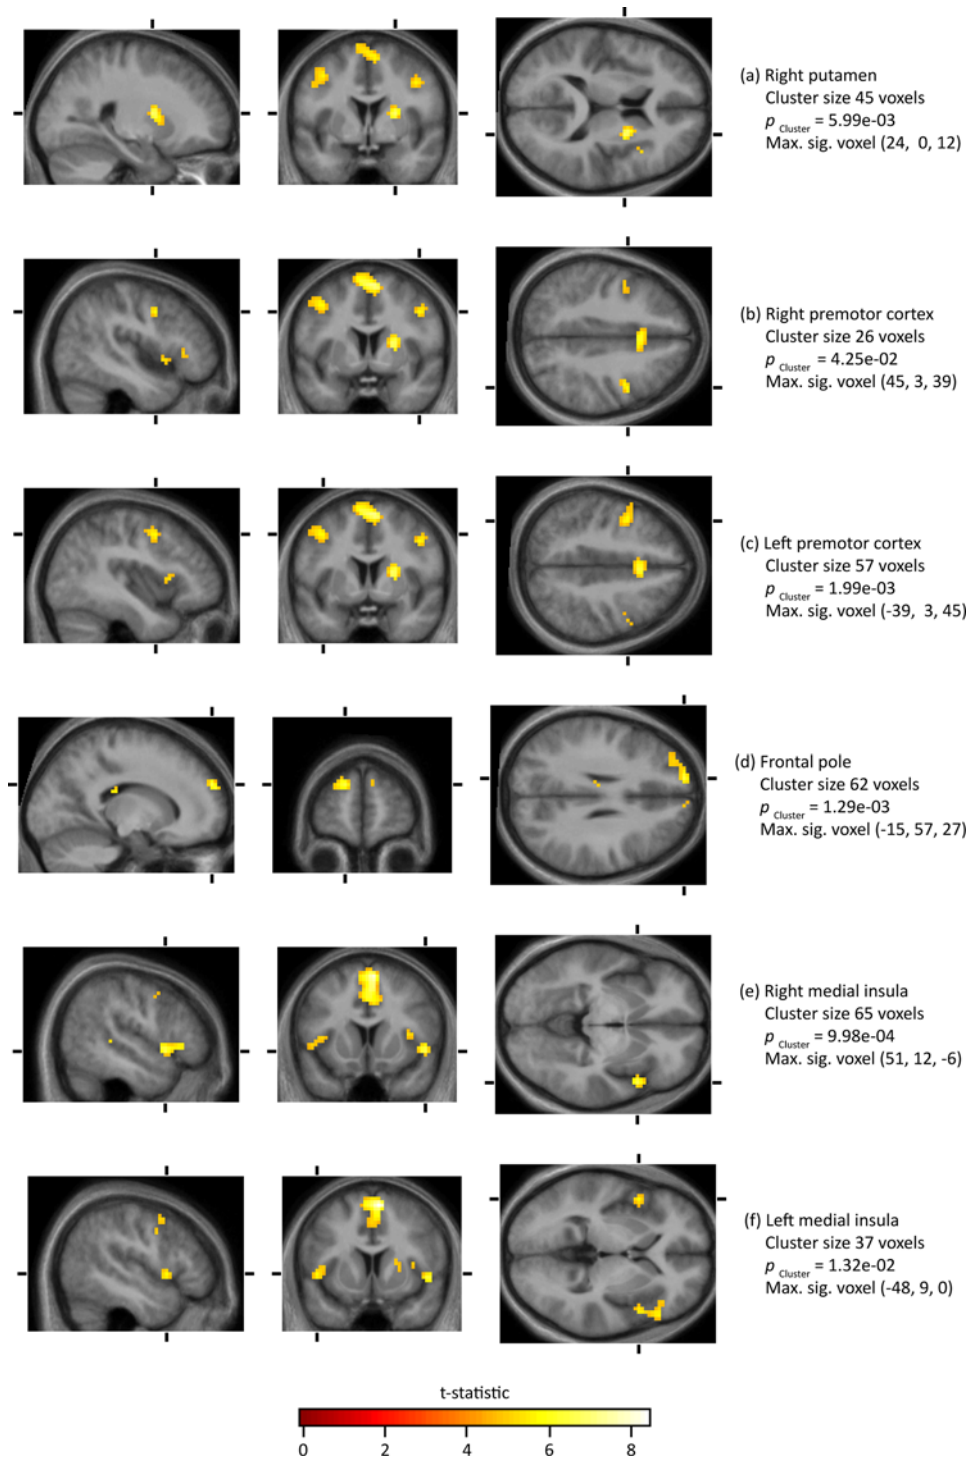 (a) Right putamen
Cluster size 45 voxels
p Cluster = 5.99e-03
Max. sig. voxel (24, 0, 12)
(b) Right premotor cortex
Cluster size 26 voxels
p Cluster = 4.25e-02
Max. sig. voxel (45, 3, 39)
(c) Left premotor cortex
Cluster size 57 voxels
p Cluster = 1.99e-03
Max. sig. voxel (-39, 3, 45)
(d) Frontal pole
Cluster size 62 voxels
p Cluster = 1.29e-03
Max. sig. voxel (-15, 57, 27)
(e) Right medial insula
Cluster size 65 voxels
p Cluster = 9.98e-04
Max. sig. voxel (51, 12, -6)
(f) Left medial insula
Cluster size 37 voxels
p Cluster = 1.32e-02
Max. sig. voxel (-48, 9, 0)
t-statistic
0 2 4 6 8